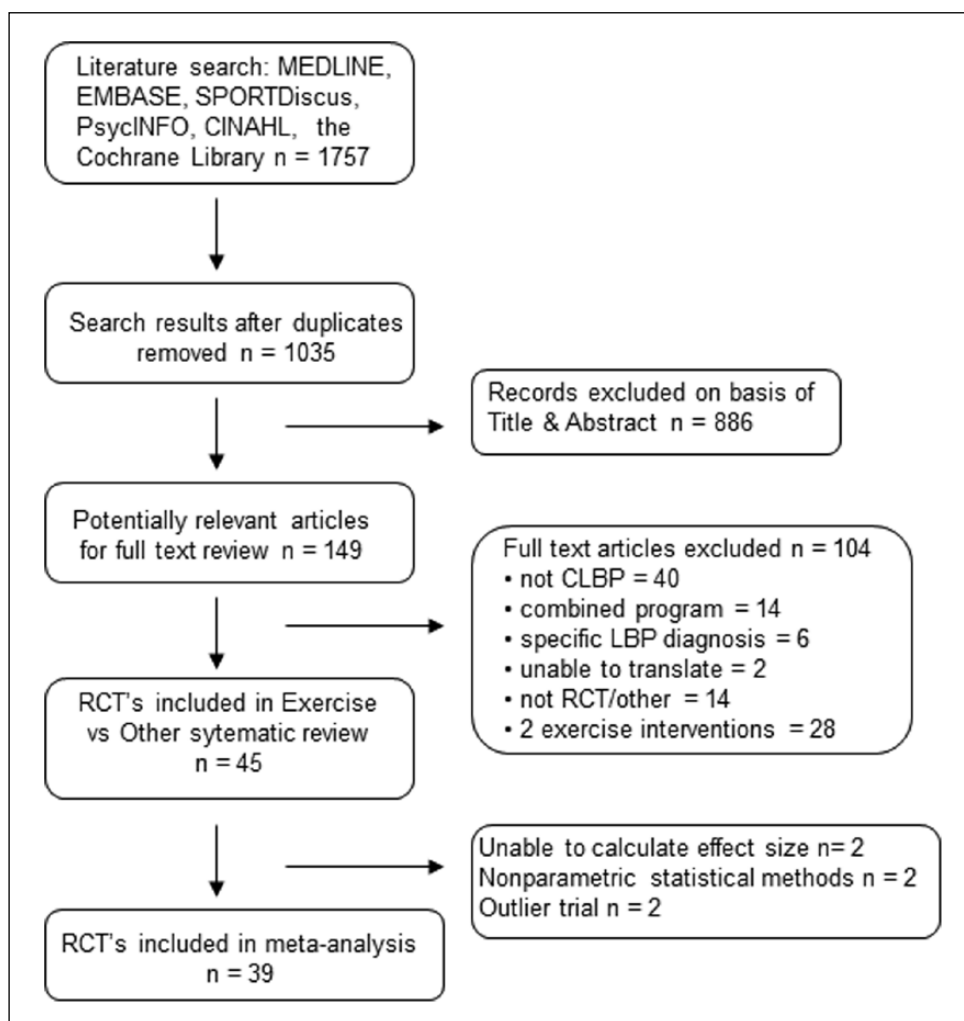 Literature search: MEDLINE,
EMBASE, SPORTDiscus,
PsycINFO, CINAHL, the
Cochrane Library n = 1757
Search results after duplicates
removed n = 1035
Records excluded on basis of
Title & Abstract n = 886
Potentially relevant articles
for full text review n = 149
Full text articles excluded n = 104
• not CLBP = 40
• combined program = 14
• specific LBP diagnosis = 6
• unable to translate = 2
• not RCT/other = 14
• 2 exercise interventions = 28
RCT's included in Exercise
vs Other sytematic review
n = 45
Unable to calculate effect size n= 2
Nonparametric statistical methods n = 2
Outlier trial n = 2
RCT's included in meta-analysis
n = 39